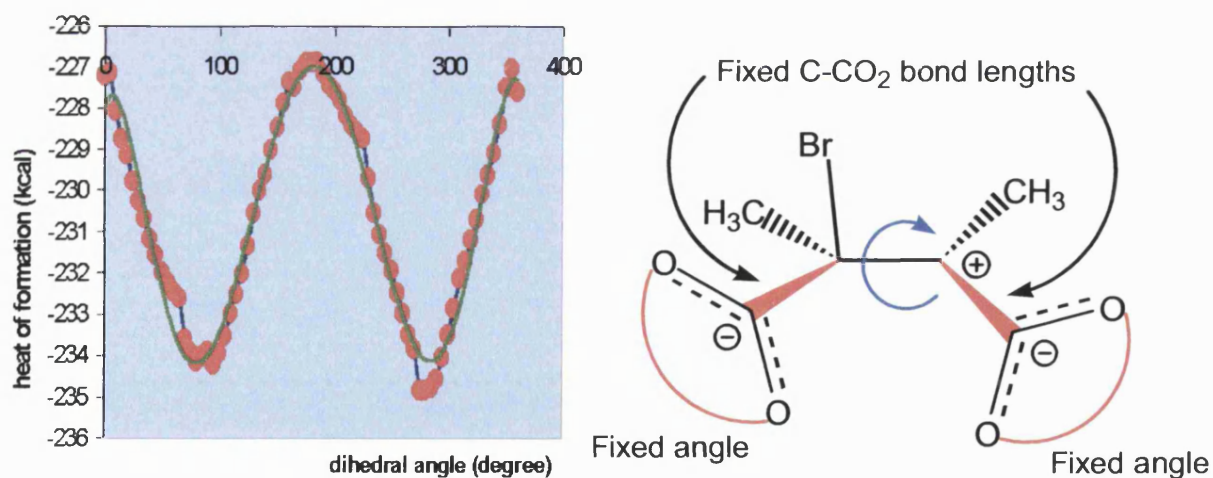 -226
-227
-228
-229
-230
-231
-232
-233
-234
-235
-236
0
100
200
300
400
heat of formation (kcal)
dihedral angle (degree)
Fixed C-CO₂ bond lengths
Br
CH₃
H₃C
⊕
O
O
⊖
⊖
O
O
Fixed angle
Fixed angle